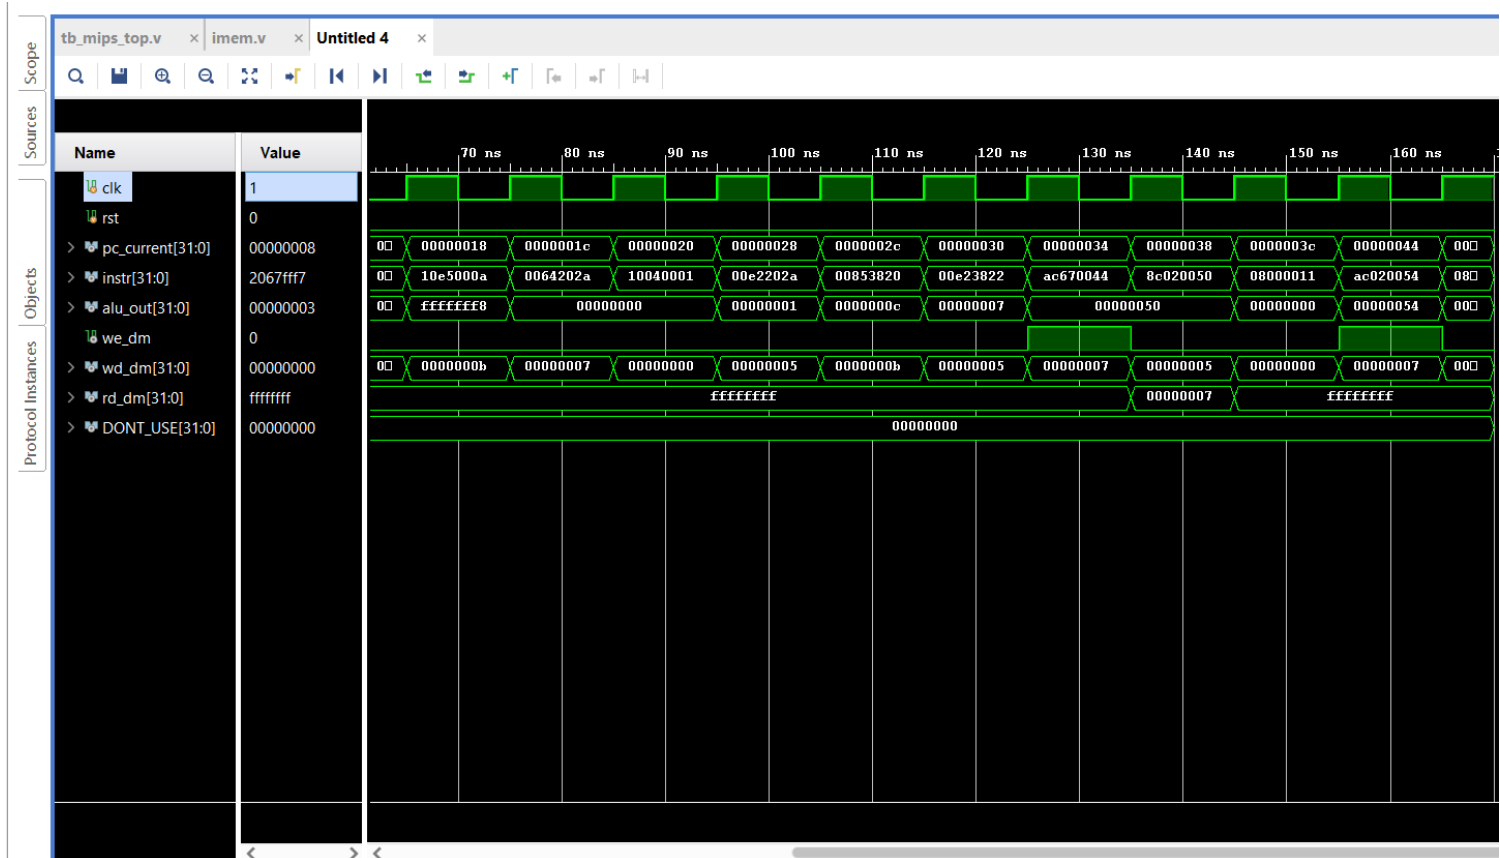 Scope
Sources
Objects
Protocol Instances
tb_mips_top.v × imem.v × Untitled 4 ×
Name Value
70 ns 80 ns 90 ns 100 ns 110 ns 120 ns 130 ns 140 ns 150 ns 160 ns
clk 1
rst 0
pc_current[31:0] 00000008 00000018 0000001c 00000020 00000028 0000002c 00000030 00000034 00000038 0000003c 00000044
instr[31:0] 2067fff7 10e5000a 0064202a 10040001 00e2202a 00853820 00e23822 ac670044 8c020050 08000011 ac020054
alu_out[31:0] 00000003 fffffff8 00000000 00000001 0000000c 00000007 00000050 00000000 00000054
we_dm 0
wd_dm[31:0] 00000000 0000000b 00000007 00000000 00000005 0000000b 00000005 00000007 00000005 00000000 00000007
rd_dm[31:0] ffffffff ffffffff 00000007 ffffffff
DONT_USE[31:0] 00000000 00000000